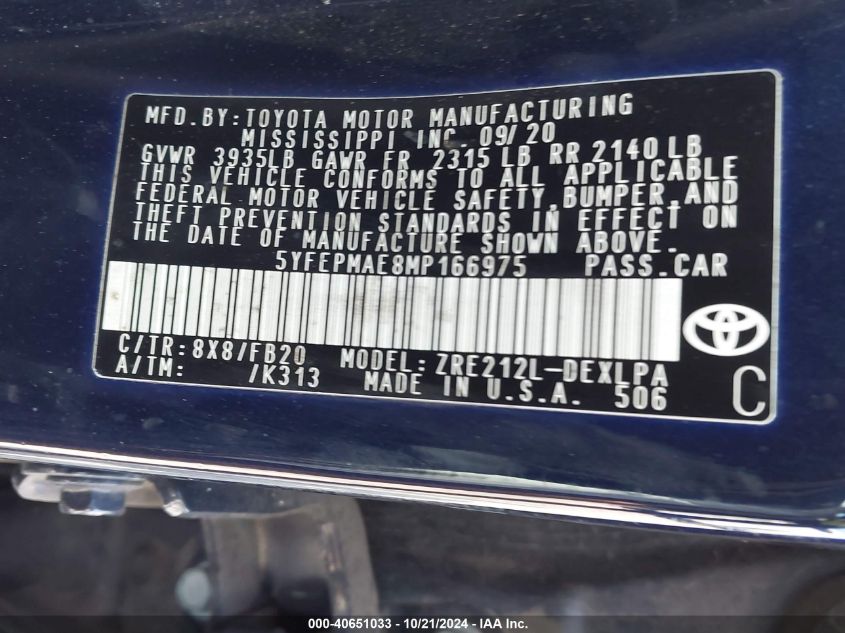 MFD.BY:TOYOTA MOTOR MANUFACTURING
MISSISSIPPI INC. 09/20
GVWR 3935LB GAWR FR 2315 LB RR 2140 LB
THIS VEHICLE CONFORMS TO ALL APPLICABLE
FEDERAL MOTOR VEHICLE SAFETY,BUMPER,AND
THEFT PREVENTION STANDARDS IN EFFECT ON
THE DATE OF MANUFACTURE SHOWN ABOVE.
5YFEPMAE8MP166975 PASS.CAR
C/TR:8X8/FB20 MODEL:ZRE212L-DEXLPA
A/TM: /K313 MADE IN U.S.A. 506
C
000-40651033 - 10/21/2024 - IAA Inc.